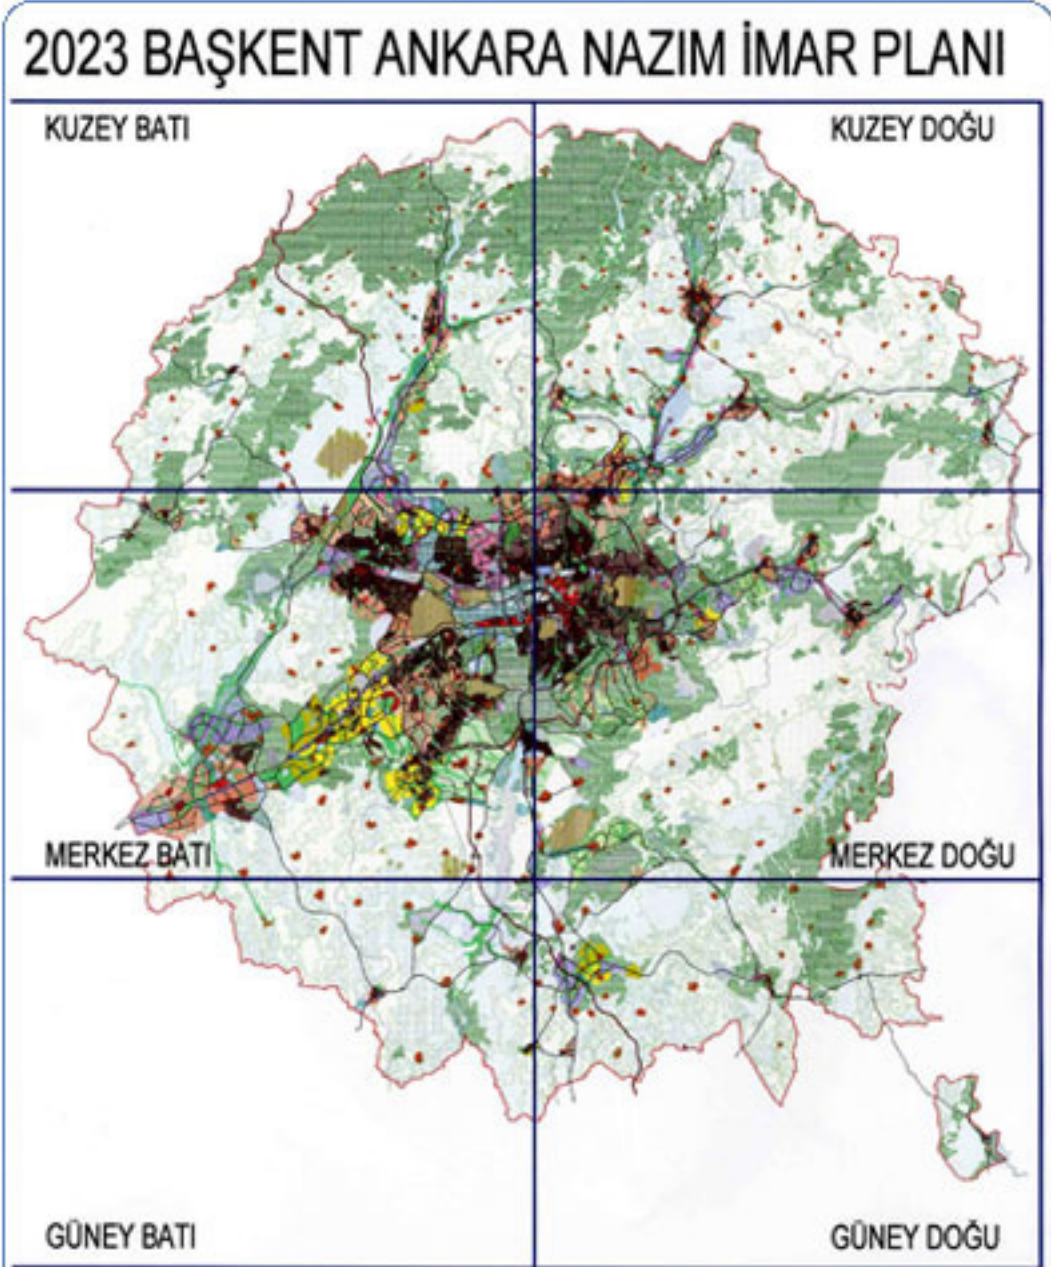 2023 BAŞKENT ANKARA NAZIM İMAR PLANI
KUZEY BATI
KUZEY DOĞU
MERKEZ BATI
MERKEZ DOĞU
GÜNEY BATI
GÜNEY DOĞU